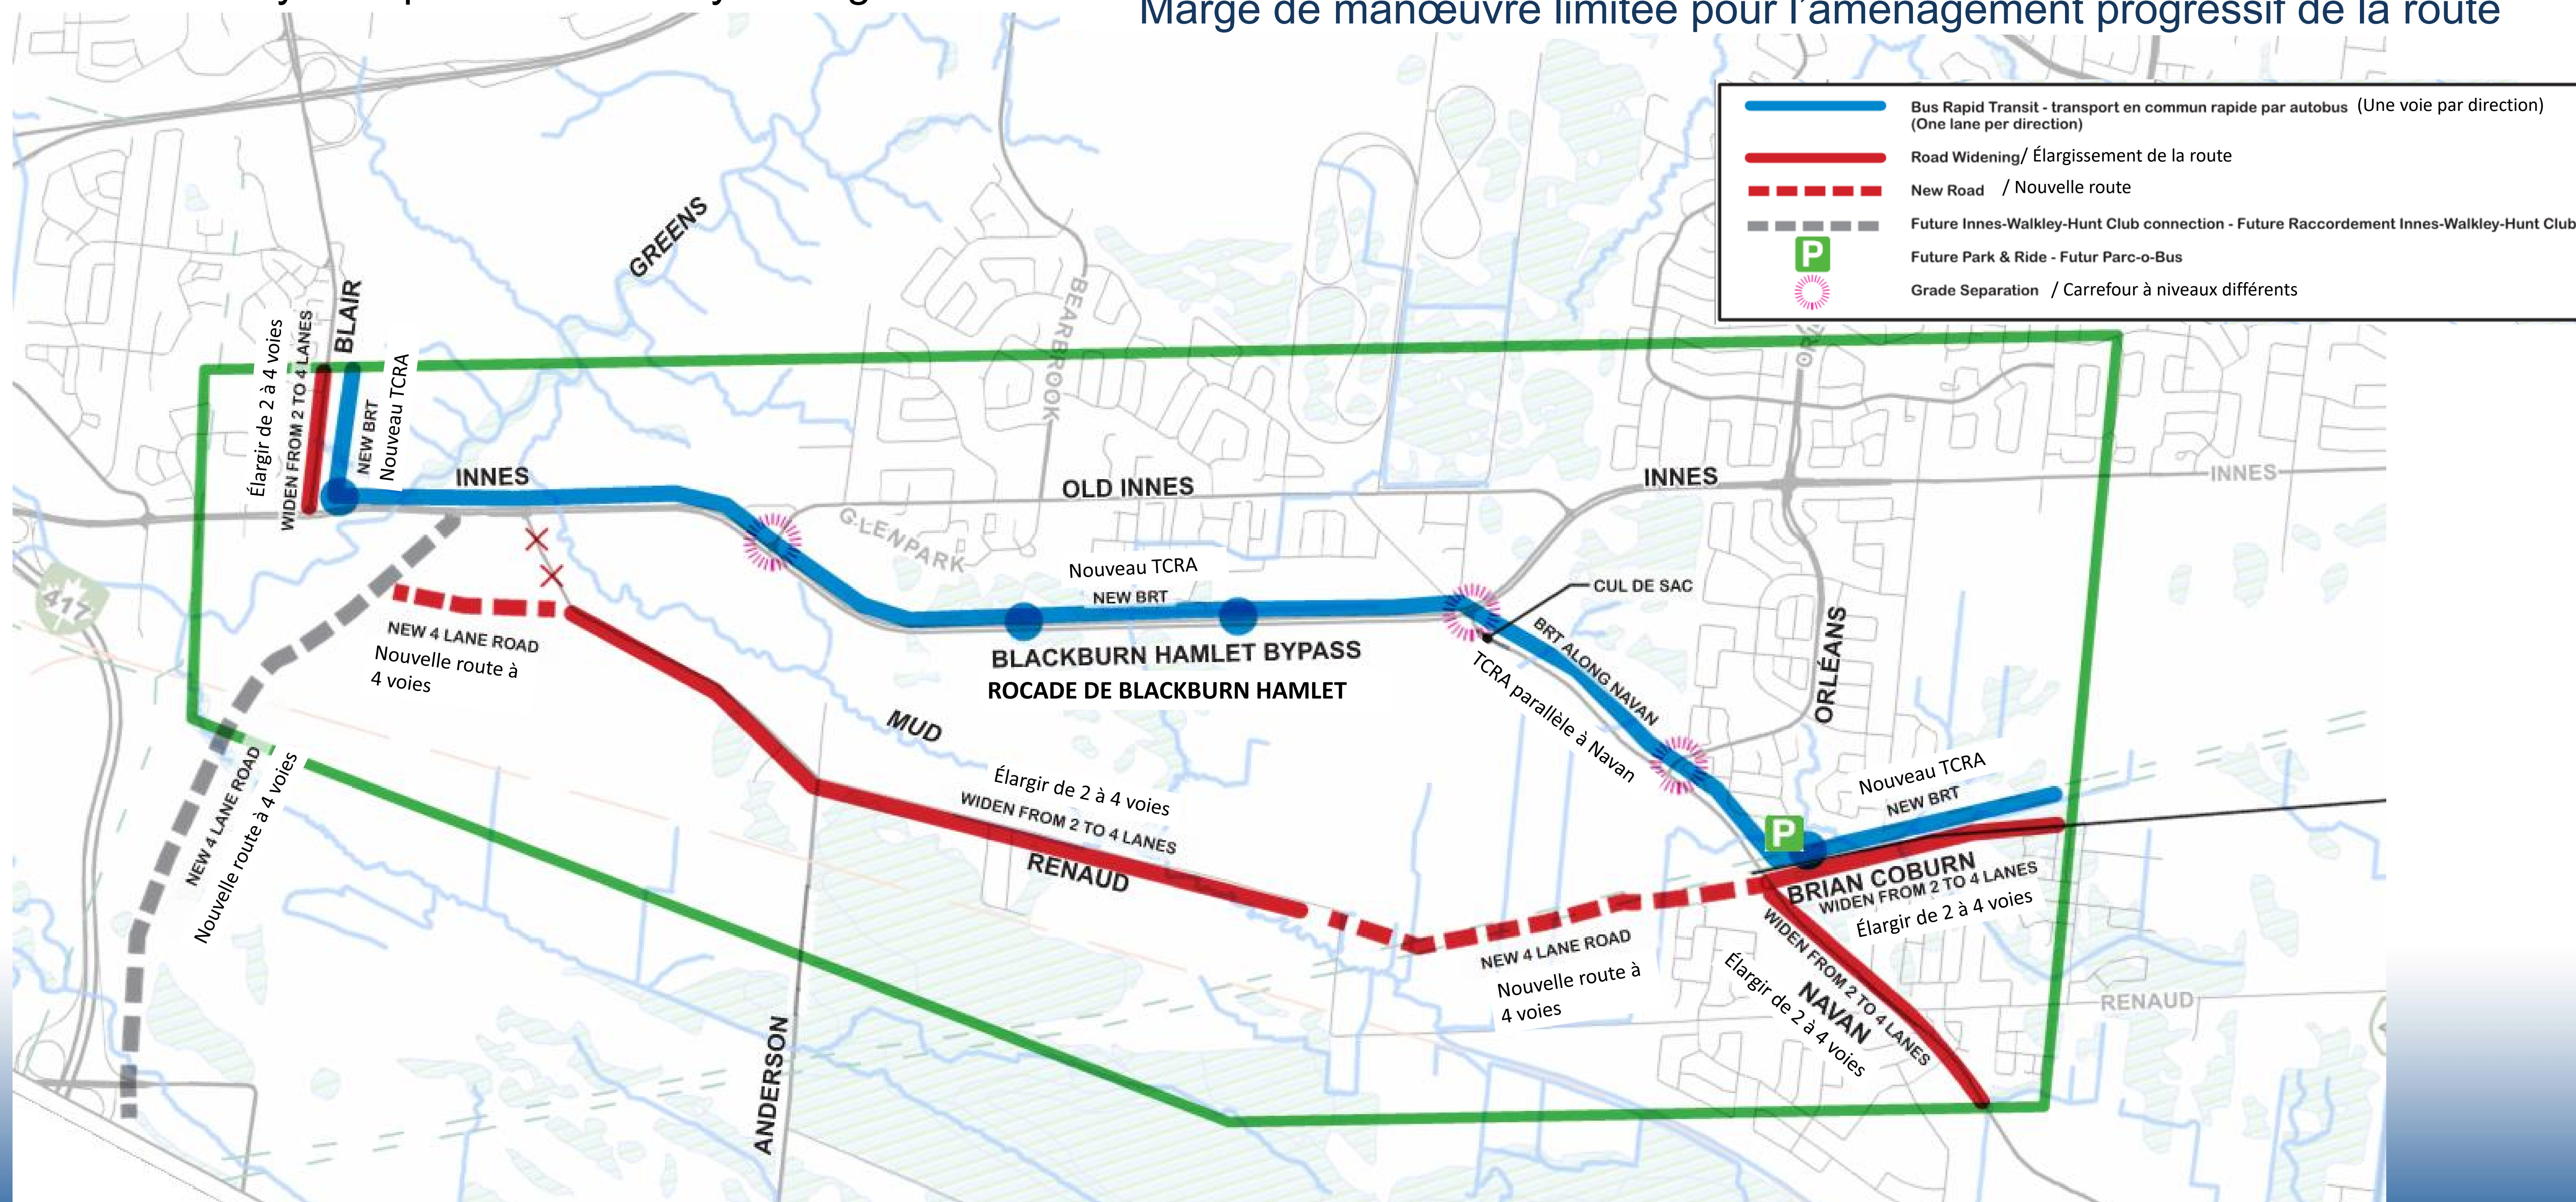 Marge de manœuvre limitée pour l'aménagement progressif de la route
Bus Rapid Transit - transport en commun rapide par autobus (Une voie par direction)
(One lane per direction)
Road Widening/ Élargissement de la route
New Road / Nouvelle route
Future Innes-Walkley-Hunt Club connection - Future Raccordement Innes-Walkley-Hunt Club
P
Future Park & Ride - Futur Parc-o-Bus
Grade Separation / Carrefour à niveaux différents
GREENS
BLAIR
Élargir de 2 à 4 voies
WIDEN FROM 2 TO 4 LANES
NEW BRT
Nouveau TCRA
BEARBROOK
INNES
OLD INNES
INNES
INNES
GLENPARK
Nouveau TCRA
NEW BRT
CUL DE SAC
417
NEW 4 LANE ROAD
Nouvelle route à
4 voies
BLACKBURN HAMLET BYPASS
ROCADE DE BLACKBURN HAMLET
BRT ALONG NAVAN
TCRA parallèle à Navan
ORLÉANS
MUD
NEW 4 LANE ROAD
Nouvelle route à 4 voies
Élargir de 2 à 4 voies
WIDEN FROM 2 TO 4 LANES
RENAUD
P
Nouveau TCRA
NEW BRT
BRIAN COBURN
WIDEN FROM 2 TO 4 LANES
Élargir de 2 à 4 voies
NEW 4 LANE ROAD
Nouvelle route à
4 voies
WIDEN FROM 2 TO 4 LANES
NAVAN
Élargir de 2 à 4 voies
RENAUD
ANDERSON